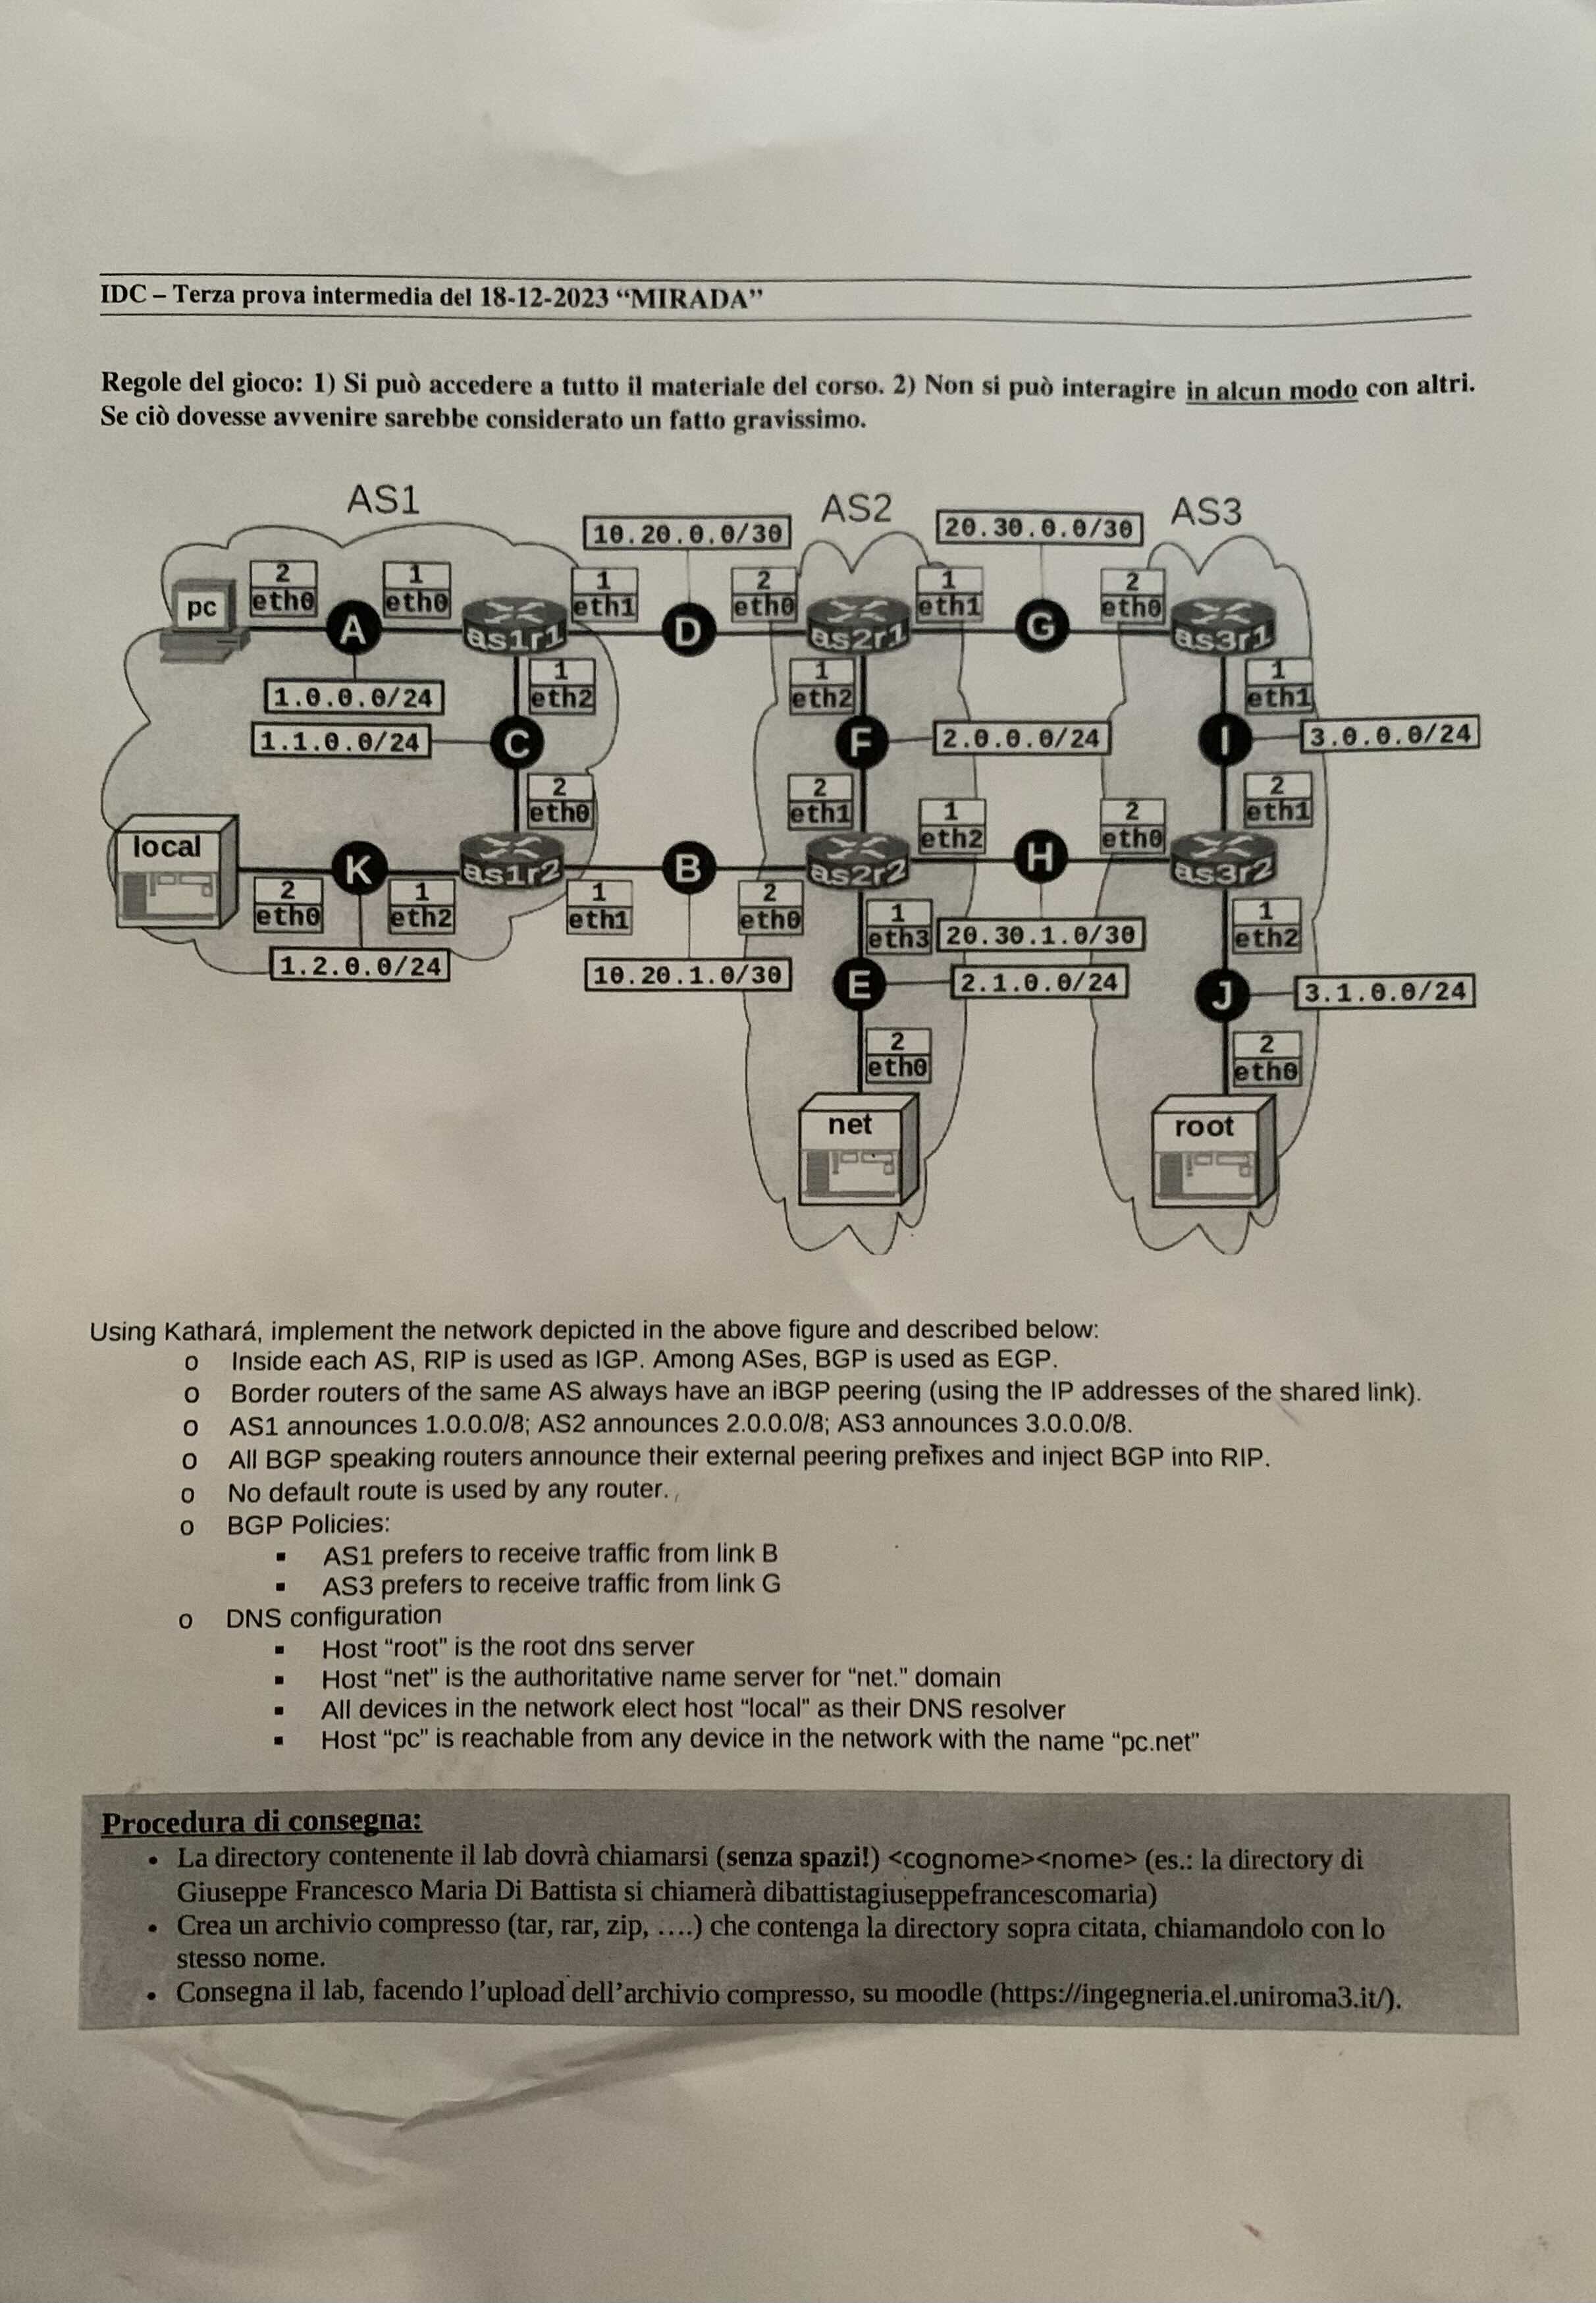 IDC – Terza prova intermedia del 18-12-2023 “MIRADA”
Regole del gioco: 1) Si può accedere a tutto il materiale del corso. 2) Non si può interagire in alcun modo con altri.
Se ciò dovesse avvenire sarebbe considerato un fatto gravissimo.
AS1
AS2
AS3
10.20.0.0/30
20.30.0.0/30
pc
2
eth0
A
1
eth0
as1r1
1
eth1
D
2
eth0
as2r1
1
eth1
G
2
eth0
as3r1
1.0.0.0/24
1
eth2
1
eth2
1
eth1
1.1.0.0/24
C
F
2.0.0.0/24
I
3.0.0.0/24
2
eth0
2
eth1
1
eth2
2
eth0
2
eth1
local
K
as1r2
B
as2r2
H
as3r2
2
eth0
1
eth2
1
eth1
2
eth0
1
eth3
20.30.1.0/30
1
eth2
1.2.0.0/24
10.20.1.0/30
E
2.1.0.0/24
J
3.1.0.0/24
2
eth0
2
eth0
net
root
Using Kathará, implement the network depicted in the above figure and described below:
o Inside each AS, RIP is used as IGP. Among ASes, BGP is used as EGP.
o Border routers of the same AS always have an iBGP peering (using the IP addresses of the shared link).
o AS1 announces 1.0.0.0/8; AS2 announces 2.0.0.0/8; AS3 announces 3.0.0.0/8.
o All BGP speaking routers announce their external peering prefixes and inject BGP into RIP.
o No default route is used by any router.
o BGP Policies:
▪ AS1 prefers to receive traffic from link B
▪ AS3 prefers to receive traffic from link G
o DNS configuration
▪ Host “root” is the root dns server
▪ Host “net” is the authoritative name server for “net.” domain
▪ All devices in the network elect host “local” as their DNS resolver
▪ Host “pc” is reachable from any device in the network with the name “pc.net”
Procedura di consegna:
• La directory contenente il lab dovrà chiamarsi (senza spazi!) <cognome><nome> (es.: la directory di
Giuseppe Francesco Maria Di Battista si chiamerà dibattistagiuseppefrancescomaria)
• Crea un archivio compresso (tar, rar, zip, ….) che contenga la directory sopra citata, chiamandolo con lo
stesso nome.
• Consegna il lab, facendo l’upload dell’archivio compresso, su moodle (https://ingegneria.el.uniroma3.it/).